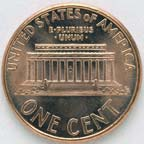 UNITED STATES OF AMERICA
E·PLURIBUS
·UNUM·
ONE CENT